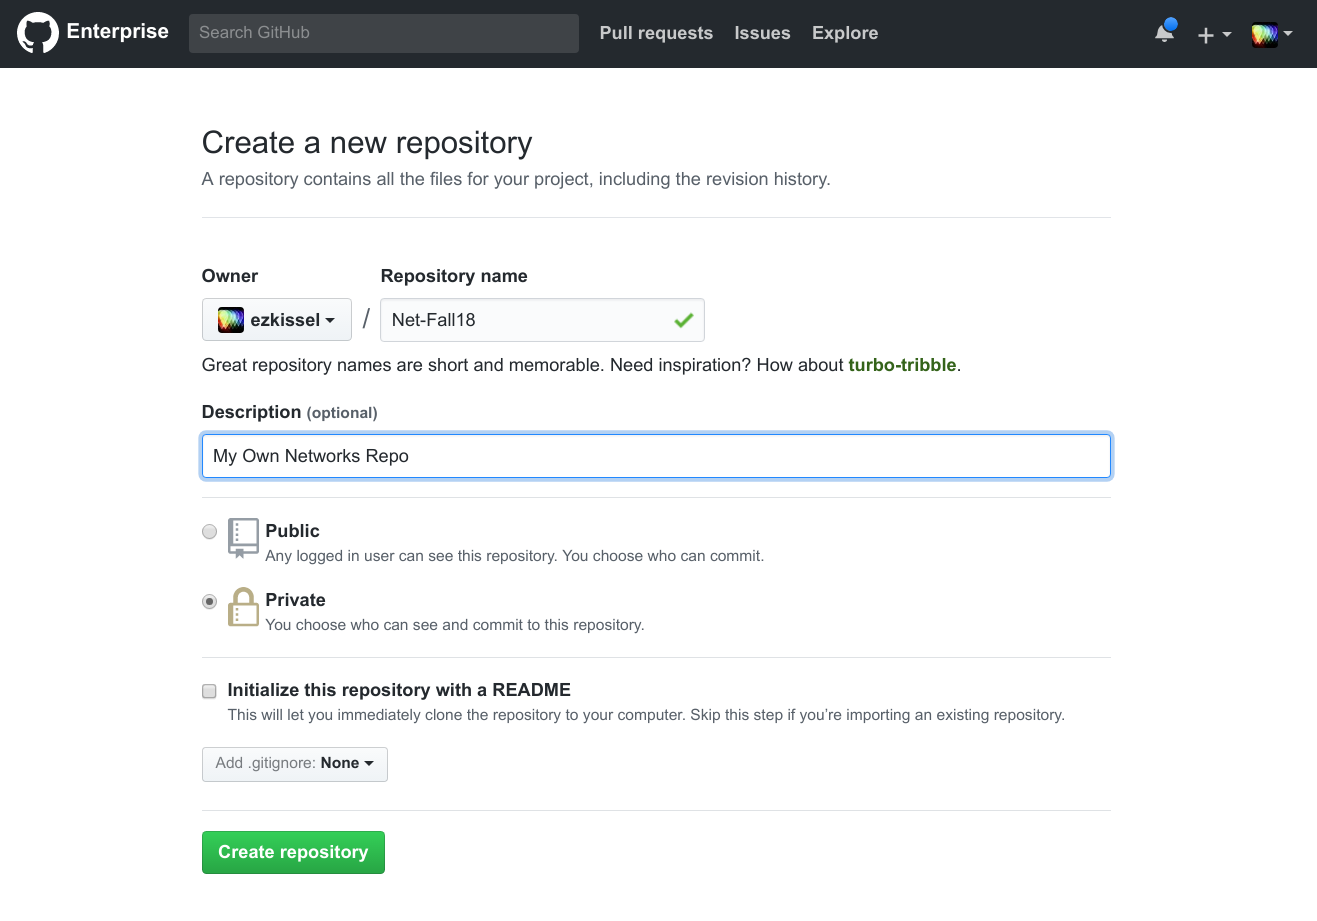 Enterprise
Search GitHub
Pull requests Issues Explore
Create a new repository
A repository contains all the files for your project, including the revision history.
Owner Repository name
ezkissel / Net-Fall18
Great repository names are short and memorable. Need inspiration? How about turbo-tribble.
Description (optional)
My Own Networks Repo
Public
Any logged in user can see this repository. You choose who can commit.
Private
You choose who can see and commit to this repository.
Initialize this repository with a README
This will let you immediately clone the repository to your computer. Skip this step if you’re importing an existing repository.
Add .gitignore: None
Create repository